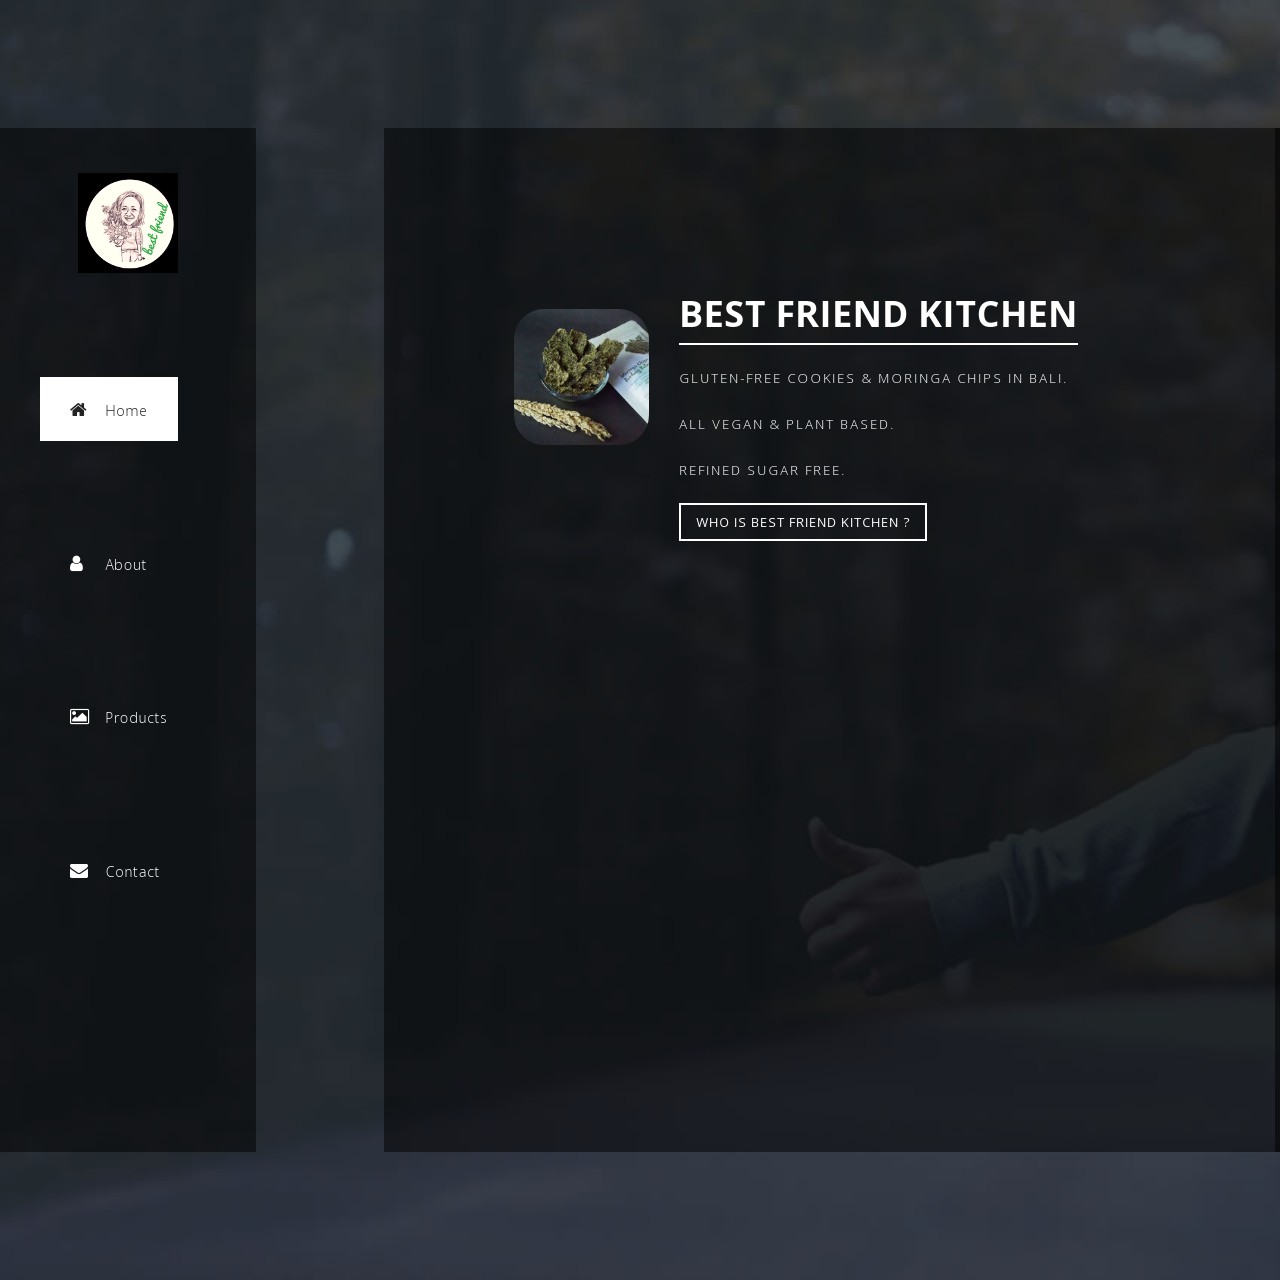 best friend
Home
About
Products
Contact
BEST FRIEND KITCHEN
GLUTEN-FREE COOKIES & MORINGA CHIPS IN BALI.
ALL VEGAN & PLANT BASED.
REFINED SUGAR FREE.
WHO IS BEST FRIEND KITCHEN ?